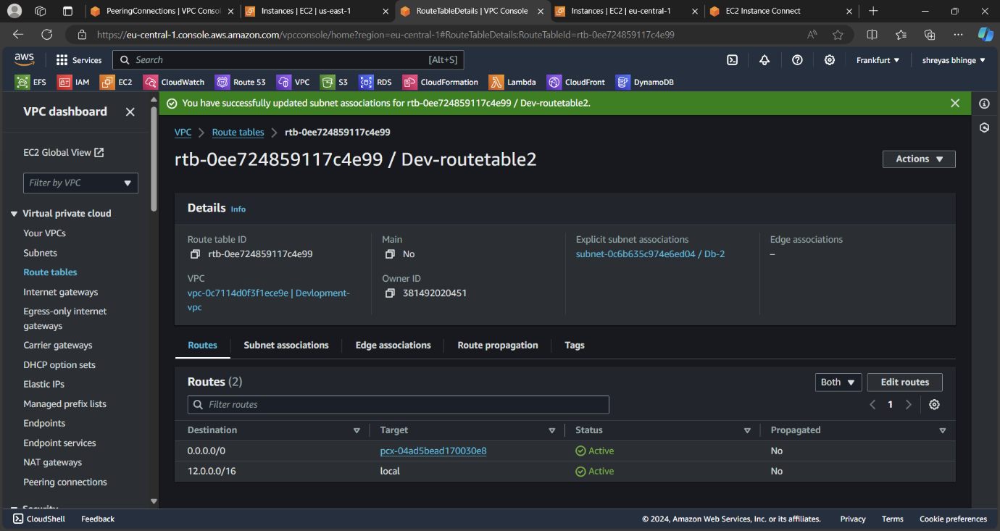 PeeringConnections | VPC Consol
Instances | EC2 | us-east-1
RouteTableDetails | VPC Console
Instances | EC2 | eu-central-1
EC2 Instance Connect
https://eu-central-1.console.aws.amazon.com/vpcconsole/home?region=eu-central-1#RouteTableDetails:RouteTableId=rtb-0ee724859117c4e99
aws
Services
Search
[Alt+S]
Frankfurt
shreyas bhinge
EFS
IAM
EC2
CloudWatch
Route 53
VPC
S3
RDS
CloudFormation
Lambda
CloudFront
DynamoDB
VPC dashboard
EC2 Global View
Filter by VPC
Virtual private cloud
Your VPCs
Subnets
Route tables
Internet gateways
Egress-only internet
gateways
Carrier gateways
DHCP option sets
Elastic IPs
Managed prefix lists
Endpoints
Endpoint services
NAT gateways
Peering connections
Security
You have successfully updated subnet associations for rtb-0ee724859117c4e99 / Dev-routetable2.
VPC > Route tables > rtb-0ee724859117c4e99
rtb-0ee724859117c4e99 / Dev-routetable2
Actions
Details Info
Route table ID
rtb-0ee724859117c4e99
Main
No
Explicit subnet associations
subnet-0c6b635c974e6ed04 / Db-2
Edge associations
–
VPC
vpc-0c7114d0f3f1ece9e | Devlopment-
vpc
Owner ID
381492020451
Routes
Subnet associations
Edge associations
Route propagation
Tags
Routes (2)
Both
Edit routes
Filter routes
1
Destination Target Status Propagated
0.0.0.0/0 pcx-04ad5bead170030e8 Active No
12.0.0.0/16 local Active No
CloudShell
Feedback
© 2024, Amazon Web Services, Inc. or its affiliates.
Privacy
Terms
Cookie preferences